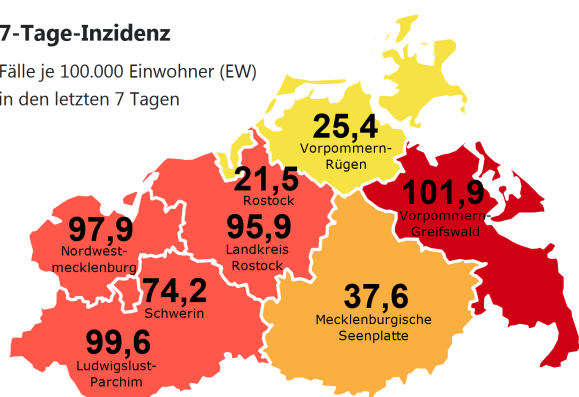 7-Tage-Inzidenz
Fälle je 100.000 Einwohner (EW)
in den letzten 7 Tagen
25,4
Vorpommern-
Rügen
21,5
Rostock
101,9
Vorpommern-
Greifswald
97,9
Nordwest-
mecklenburg
95,9
Landkreis
Rostock
74,2
Schwerin
37,6
Mecklenburgische
Seenplatte
99,6
Ludwigslust-
Parchim